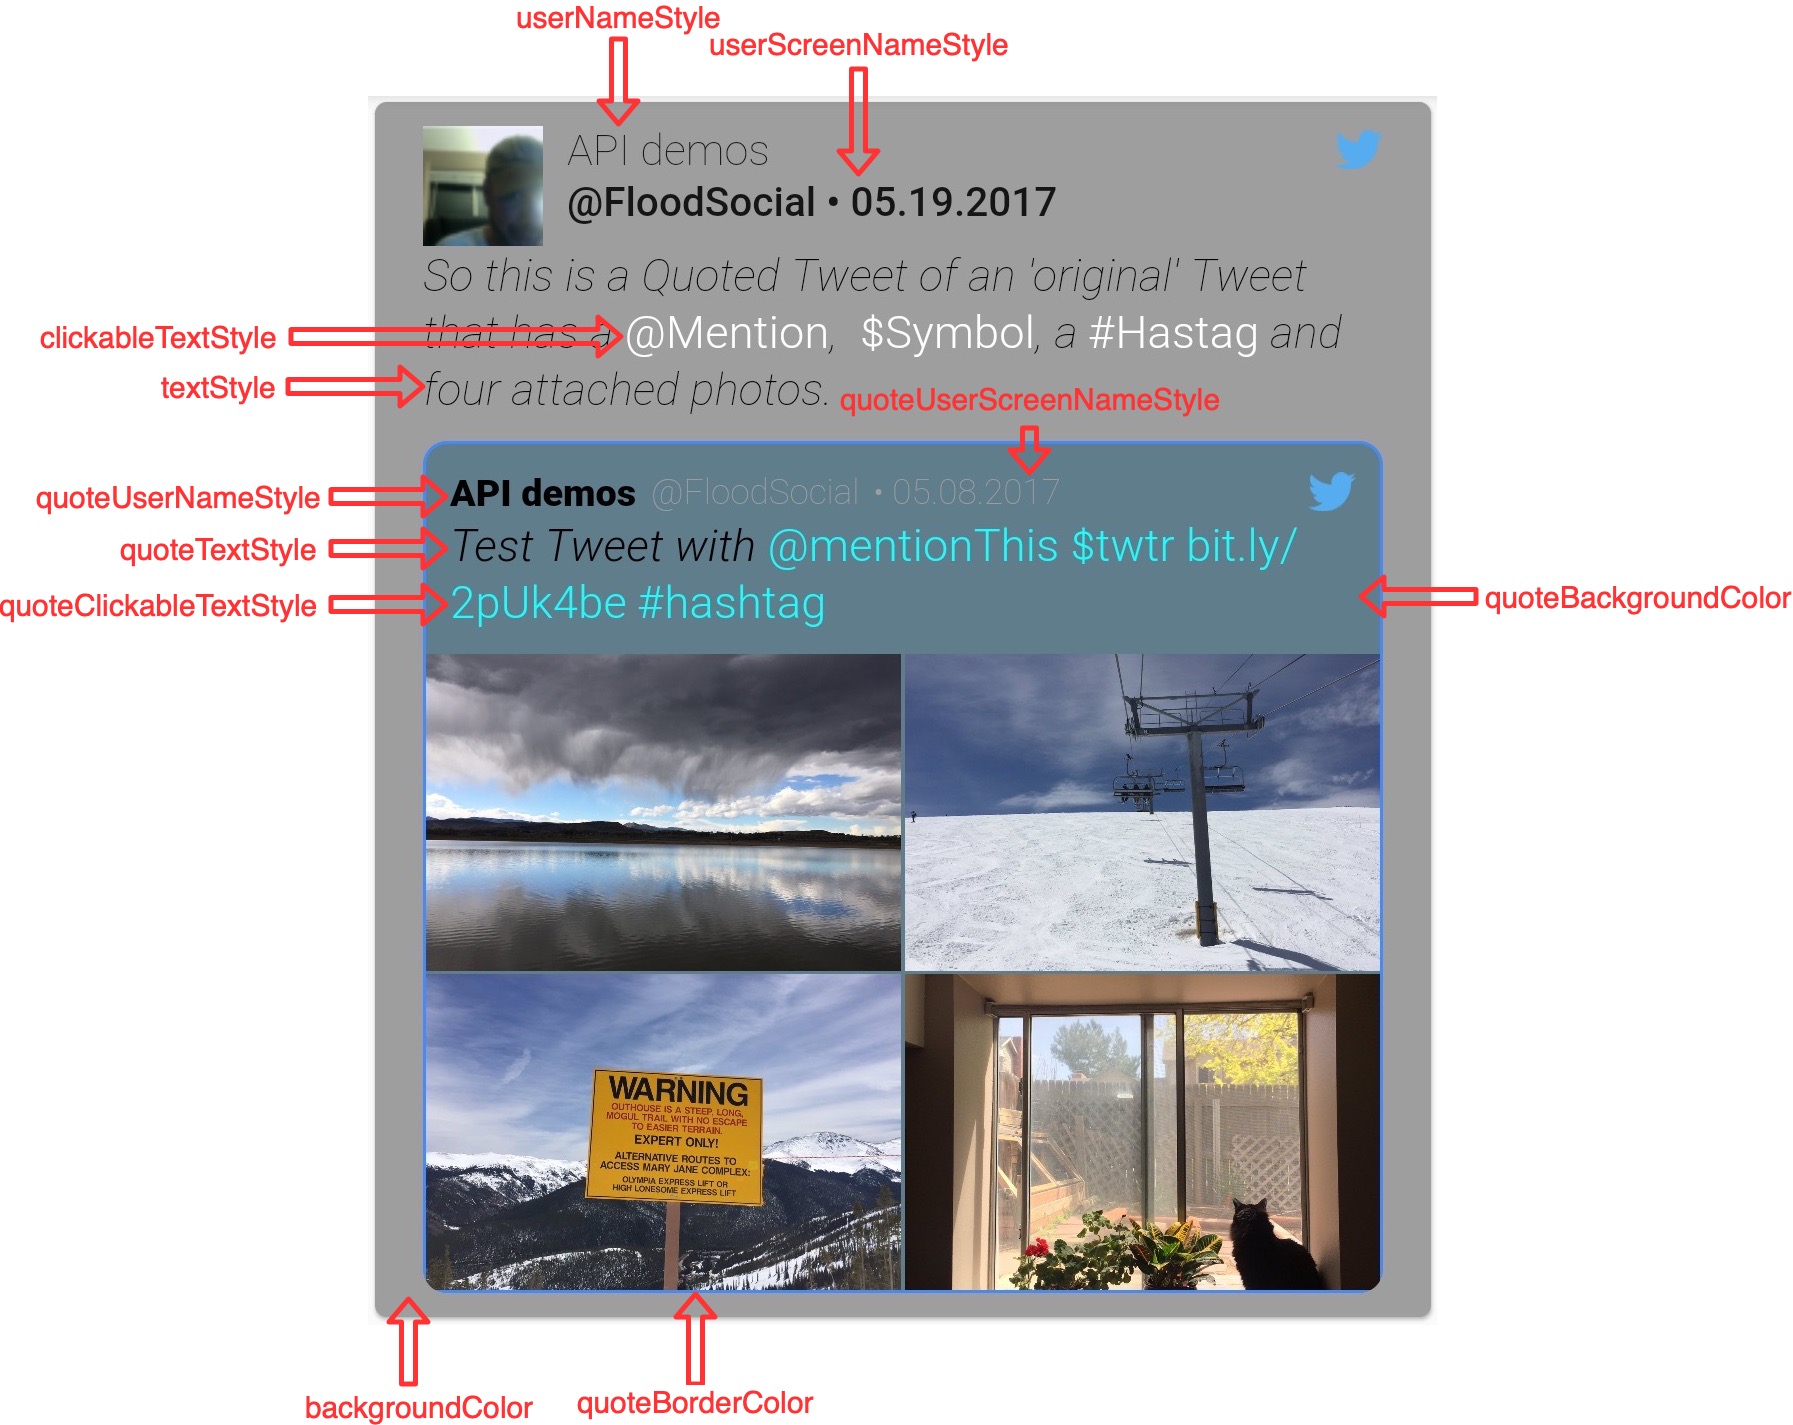 userNameStyle
userScreenNameStyle
API demos
@FloodSocial • 05.19.2017
So this is a Quoted Tweet of an 'original' Tweet
clickableTextStyle
that has a @Mention,  $Symbol, a #Hastag and
textStyle
four attached photos.
quoteUserScreenNameStyle
quoteUserNameStyle
API demos @FloodSocial • 05.08.2017
quoteTextStyle
Test Tweet with @mentionThis $twtr bit.ly/
quoteClickableTextStyle
2pUk4be #hashtag
quoteBackgroundColor
WARNING
OUTHOUSE IS A STEEP, LONG,
MOGUL TRAIL WITH NO ESCAPE
TO EASIER TERRAIN.
EXPERT ONLY!
ALTERNATIVE ROUTES TO
ACCESS MARY JANE COMPLEX:
OLYMPIA EXPRESS LIFT OR
HIGH LONESOME EXPRESS LIFT
backgroundColor
quoteBorderColor